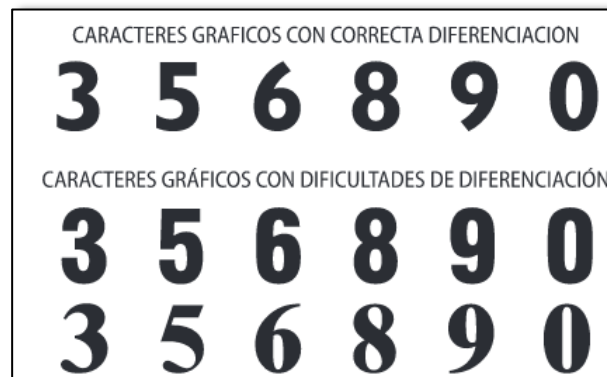 CARACTERES GRAFICOS CON CORRECTA DIFERENCIACIÓN
3 5 6 8 9 0
CARACTERES GRÁFICOS CON DIFICULTADES DE DIFERENCIACIÓN
3 5 6 8 9 0
3 5 6 8 9 0